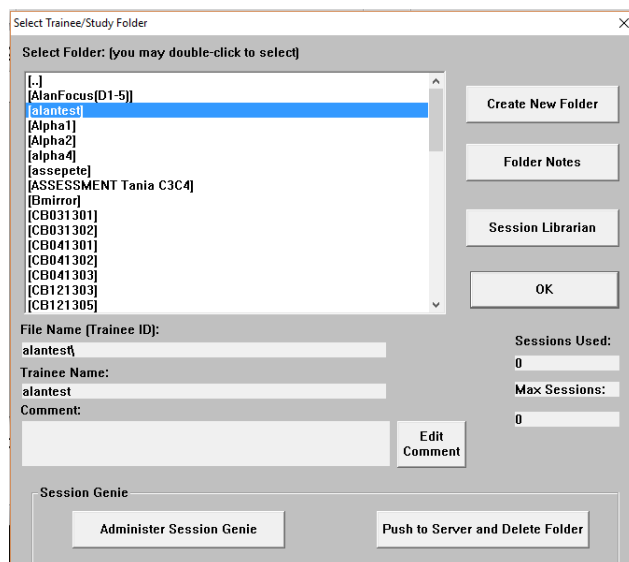 Select Trainee/Study Folder
Select Folder: (you may double-click to select)
[..]
[AlanFocus(D1-5)]
[alantest]
[Alpha1]
[Alpha2]
[alpha4]
[assepete]
[ASSESSMENT Tania C3C4]
[Bmirror]
[CB031301]
[CB031302]
[CB041301]
[CB041302]
[CB041303]
[CB121303]
[CB121305]
Create New Folder
Folder Notes
Session Librarian
OK
File Name (Trainee ID):
alantest\
Trainee Name:
alantest
Comment:
Edit
Comment
Sessions Used:
0
Max Sessions:
0
Session Genie
Administer Session Genie
Push to Server and Delete Folder